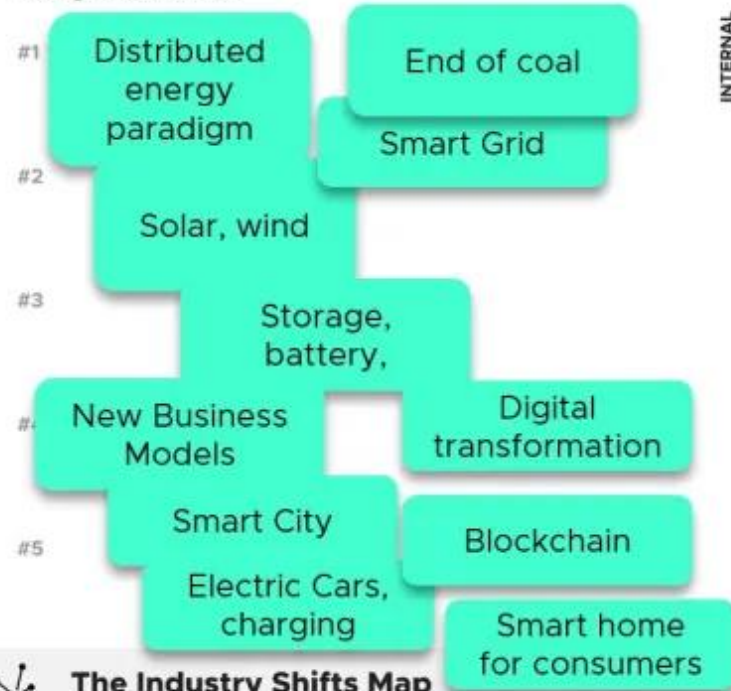 #1
Distributed
energy
paradigm
End of coal
INTERNAL
Smart Grid
#2
Solar, wind
#3
Storage,
battery,
New Business
Models
Digital
transformation
Smart City
#5
Blockchain
Electric Cars,
charging
Smart home
for consumers
The Industry Shifts Map